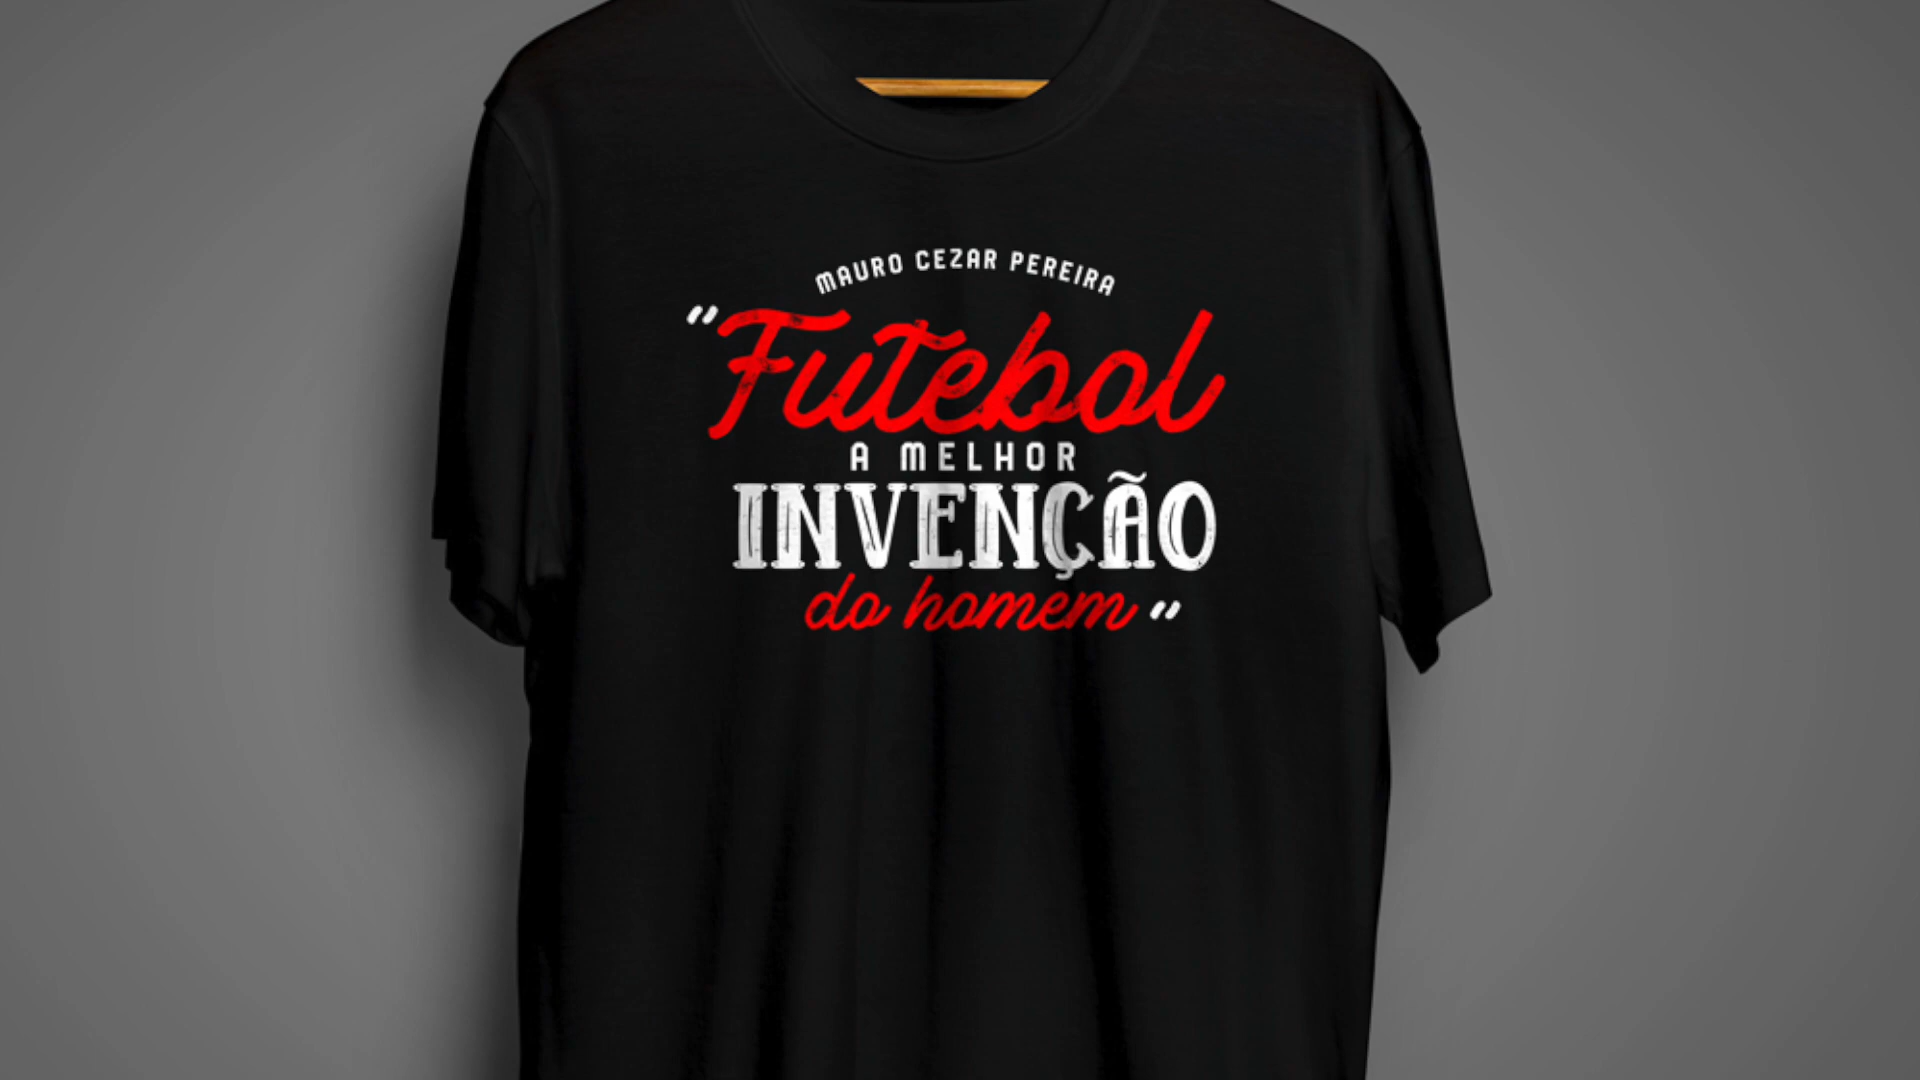 MAURO CEZAR PEREIRA
"Futebol
A MELHOR
INVENÇÃO
do homem"